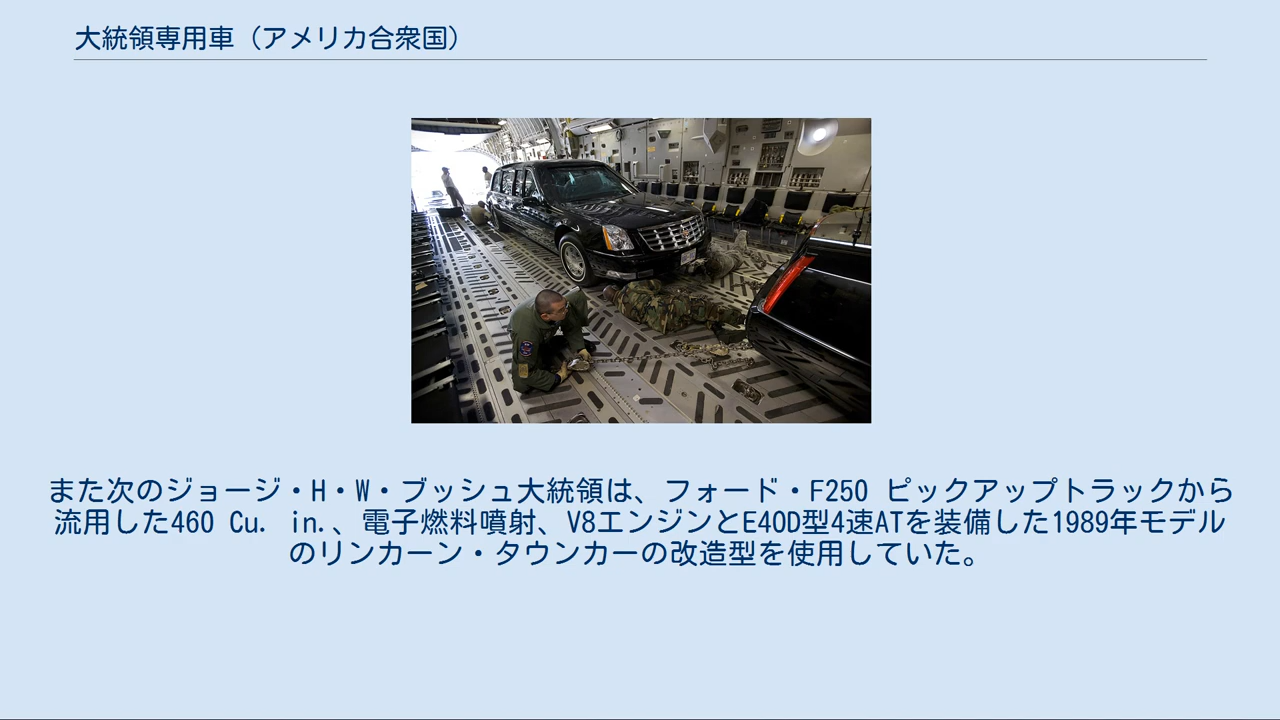 大統領専用車（アメリカ合衆国）
また次のジョージ・H・W・ブッシュ大統領は、フォード・F250 ピックアップトラックから
流用した460 Cu. in.、電子燃料噴射、V8エンジンとE4OD型4速ATを装備した1989年モデル
のリンカーン・タウンカーの改造型を使用していた。